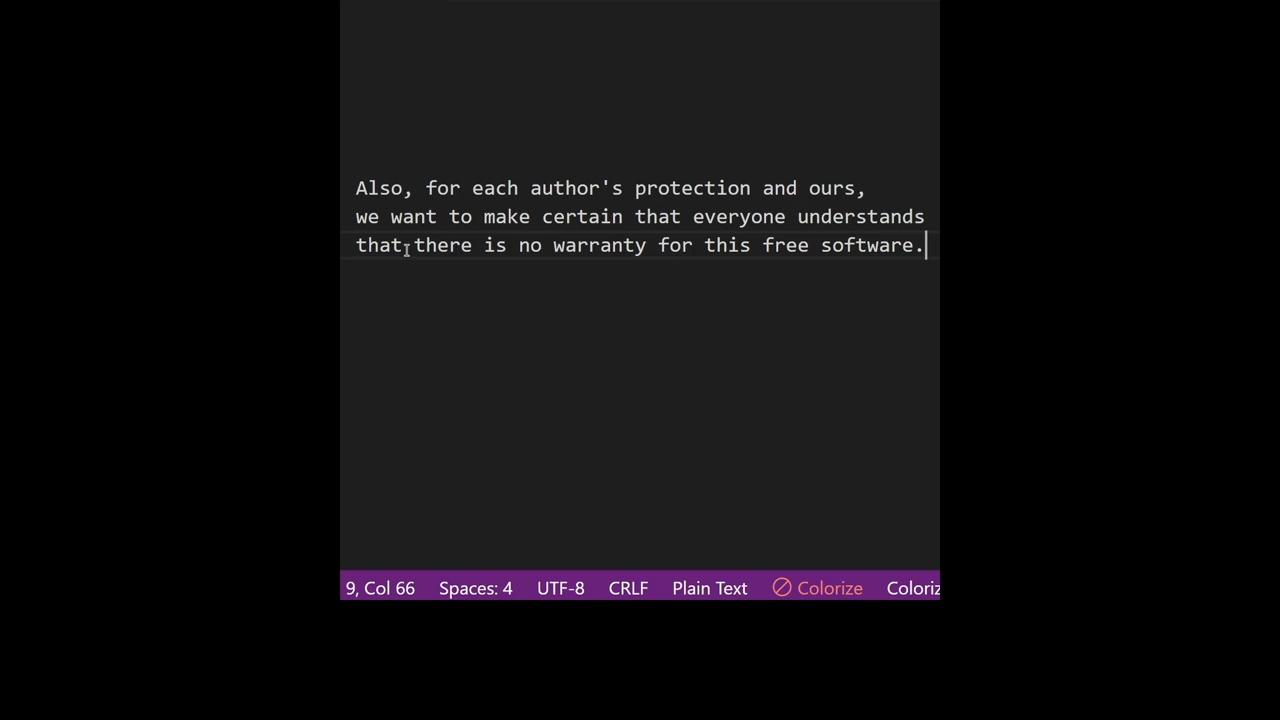 Also, for each author's protection and ours,
we want to make certain that everyone understands
that there is no warranty for this free software.
9, Col 66 Spaces: 4 UTF-8 CRLF Plain Text Colorize Coloriz